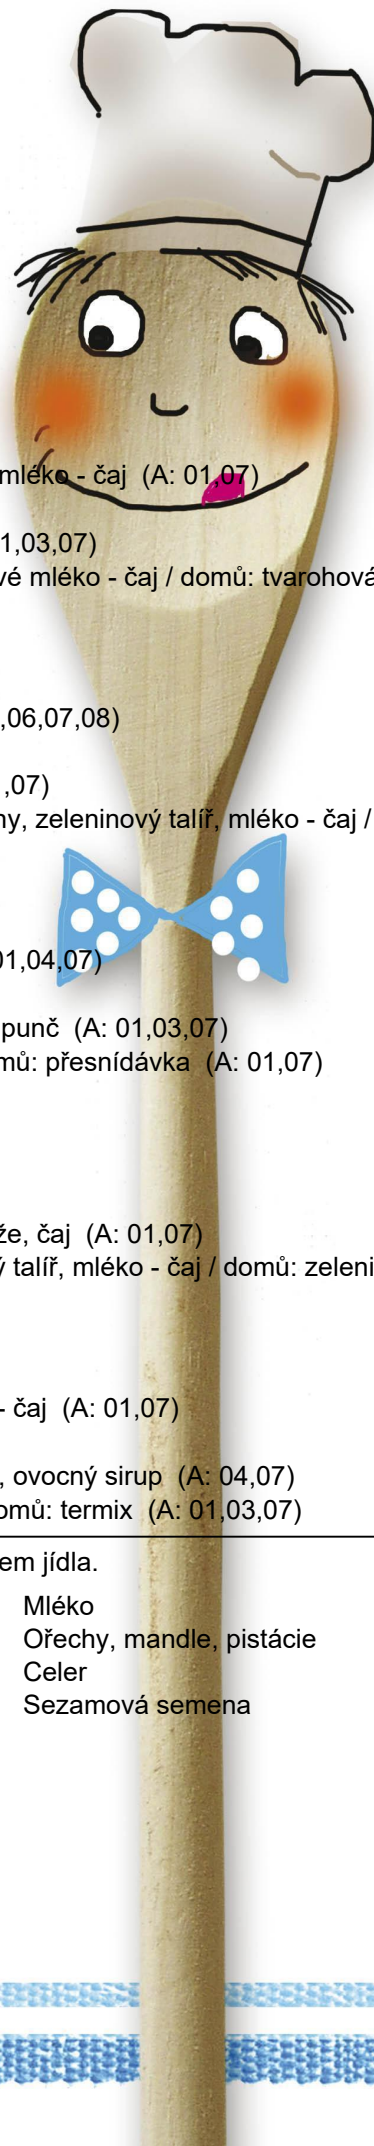 mléko - čaj (A: 01,07)
1,03,07)
vé mléko - čaj / domů: tvarohová
,06,07,08)
,07)
ny, zeleninový talíř, mléko - čaj /
01,04,07)
punč (A: 01,03,07)
mů: přesnídávka (A: 01,07)
že, čaj (A: 01,07)
ý talíř, mléko - čaj / domů: zeleni
- čaj (A: 01,07)
, ovocný sirup (A: 04,07)
omů: termix (A: 01,03,07)
em jídla.
Mléko
Ořechy, mandle, pistácie
Celer
Sezamová semena